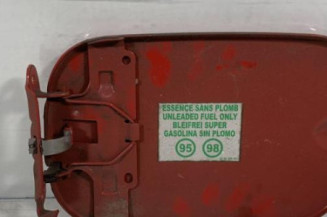 ESSENCE SANS PLOMB
UNLEADED FUEL ONLY
BLEIFREI SUPER
GASOLINA SIN PLOMO
95 98